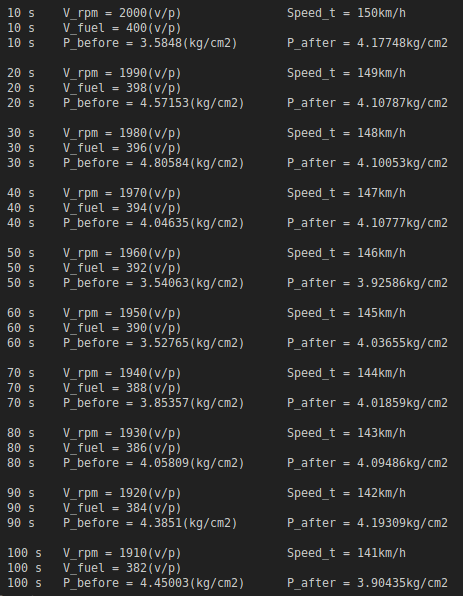 10 s    V_rpm = 2000(v/p)               Speed_t = 150km/h
10 s    V_fuel = 400(v/p)
10 s    P_before = 3.5848(kg/cm2)       P_after = 4.17748kg/cm2
20 s    V_rpm = 1990(v/p)               Speed_t = 149km/h
20 s    V_fuel = 398(v/p)
20 s    P_before = 4.57153(kg/cm2)      P_after = 4.10787kg/cm2
30 s    V_rpm = 1980(v/p)               Speed_t = 148km/h
30 s    V_fuel = 396(v/p)
30 s    P_before = 4.80584(kg/cm2)      P_after = 4.10053kg/cm2
40 s    V_rpm = 1970(v/p)               Speed_t = 147km/h
40 s    V_fuel = 394(v/p)
40 s    P_before = 4.04635(kg/cm2)      P_after = 4.10777kg/cm2
50 s    V_rpm = 1960(v/p)               Speed_t = 146km/h
50 s    V_fuel = 392(v/p)
50 s    P_before = 3.54063(kg/cm2)      P_after = 3.92586kg/cm2
60 s    V_rpm = 1950(v/p)               Speed_t = 145km/h
60 s    V_fuel = 390(v/p)
60 s    P_before = 3.52765(kg/cm2)      P_after = 4.03655kg/cm2
70 s    V_rpm = 1940(v/p)               Speed_t = 144km/h
70 s    V_fuel = 388(v/p)
70 s    P_before = 3.85357(kg/cm2)      P_after = 4.01859kg/cm2
80 s    V_rpm = 1930(v/p)               Speed_t = 143km/h
80 s    V_fuel = 386(v/p)
80 s    P_before = 4.05809(kg/cm2)      P_after = 4.09486kg/cm2
90 s    V_rpm = 1920(v/p)               Speed_t = 142km/h
90 s    V_fuel = 384(v/p)
90 s    P_before = 4.3851(kg/cm2)       P_after = 4.19309kg/cm2
100 s   V_rpm = 1910(v/p)               Speed_t = 141km/h
100 s   V_fuel = 382(v/p)
100 s   P_before = 4.45003(kg/cm2)      P_after = 3.90435kg/cm2